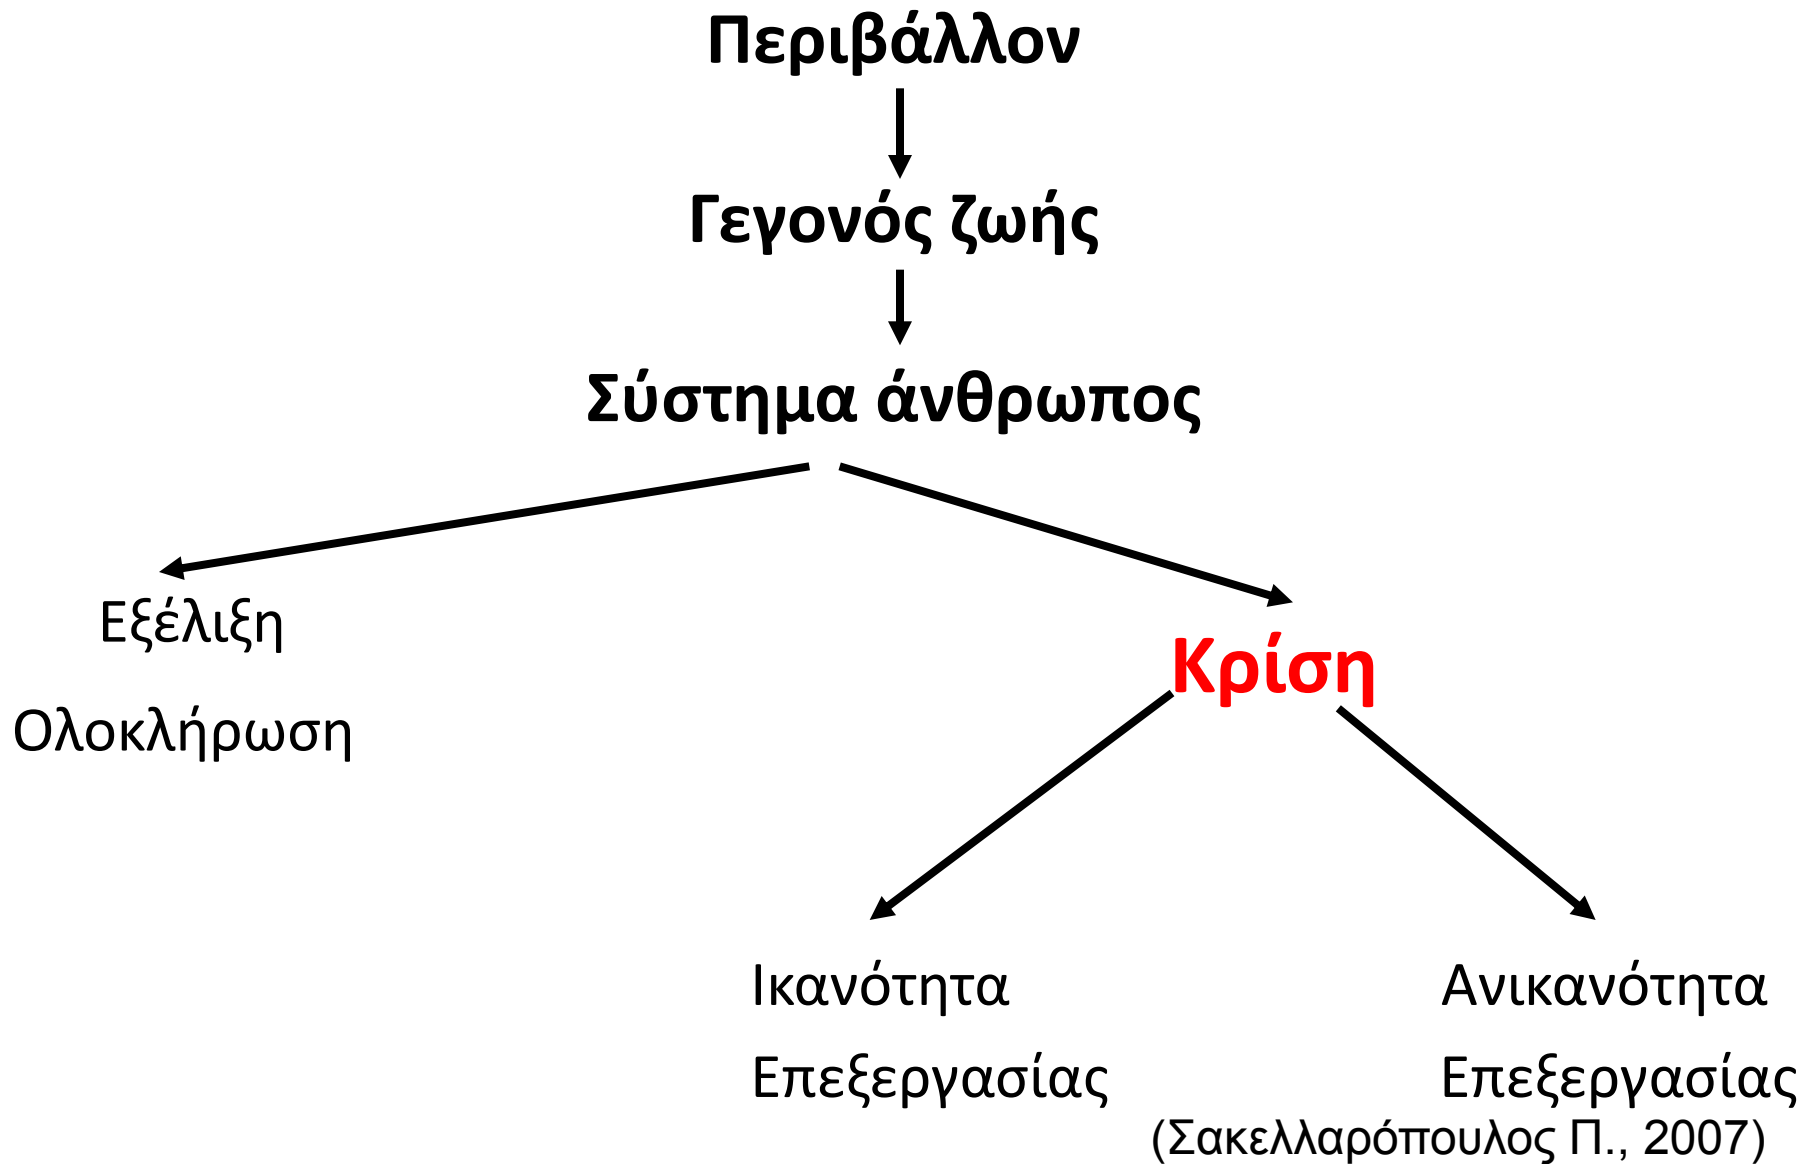 Περιβάλλον
Γεγονός ζωής
Σύστημα άνθρωπος
Εξέλιξη
Ολοκλήρωση
Κρίση
Ικανότητα
Επεξεργασίας
Ανικανότητα
Επεξεργασίας
(Σακελλαρόπουλος Π., 2007)